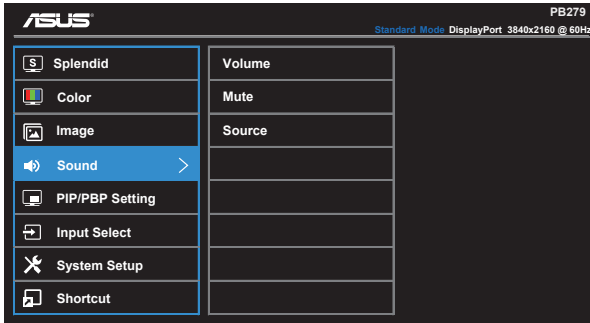 ASUS
PB279
Standard Mode DisplayPort 3840x2160 @ 60Hz
S Splendid
Color
Image
Sound
PIP/PBP Setting
Input Select
System Setup
Shortcut
Volume
Mute
Source